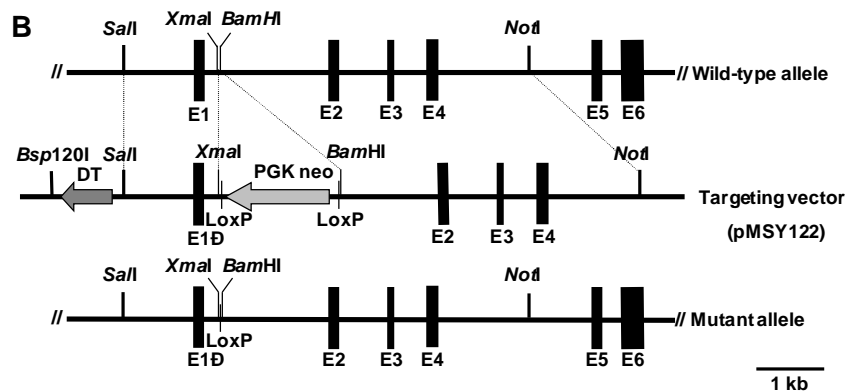 B
SalI
XmaI
BamHI
NotI
//
// Wild-type allele
E1
E2
E3
E4
E5
E6
Bsp120I
SalI
DT
XmaI
PGK neo
BamHI
NotI
LoxP
LoxP
E1Đ
E2
E3
E4
Targeting vector
(pMSY122)
SalI
XmaI
BamHI
NotI
//
// Mutant allele
LoxP
E1Đ
E2
E3
E4
E5
E6
1 kb